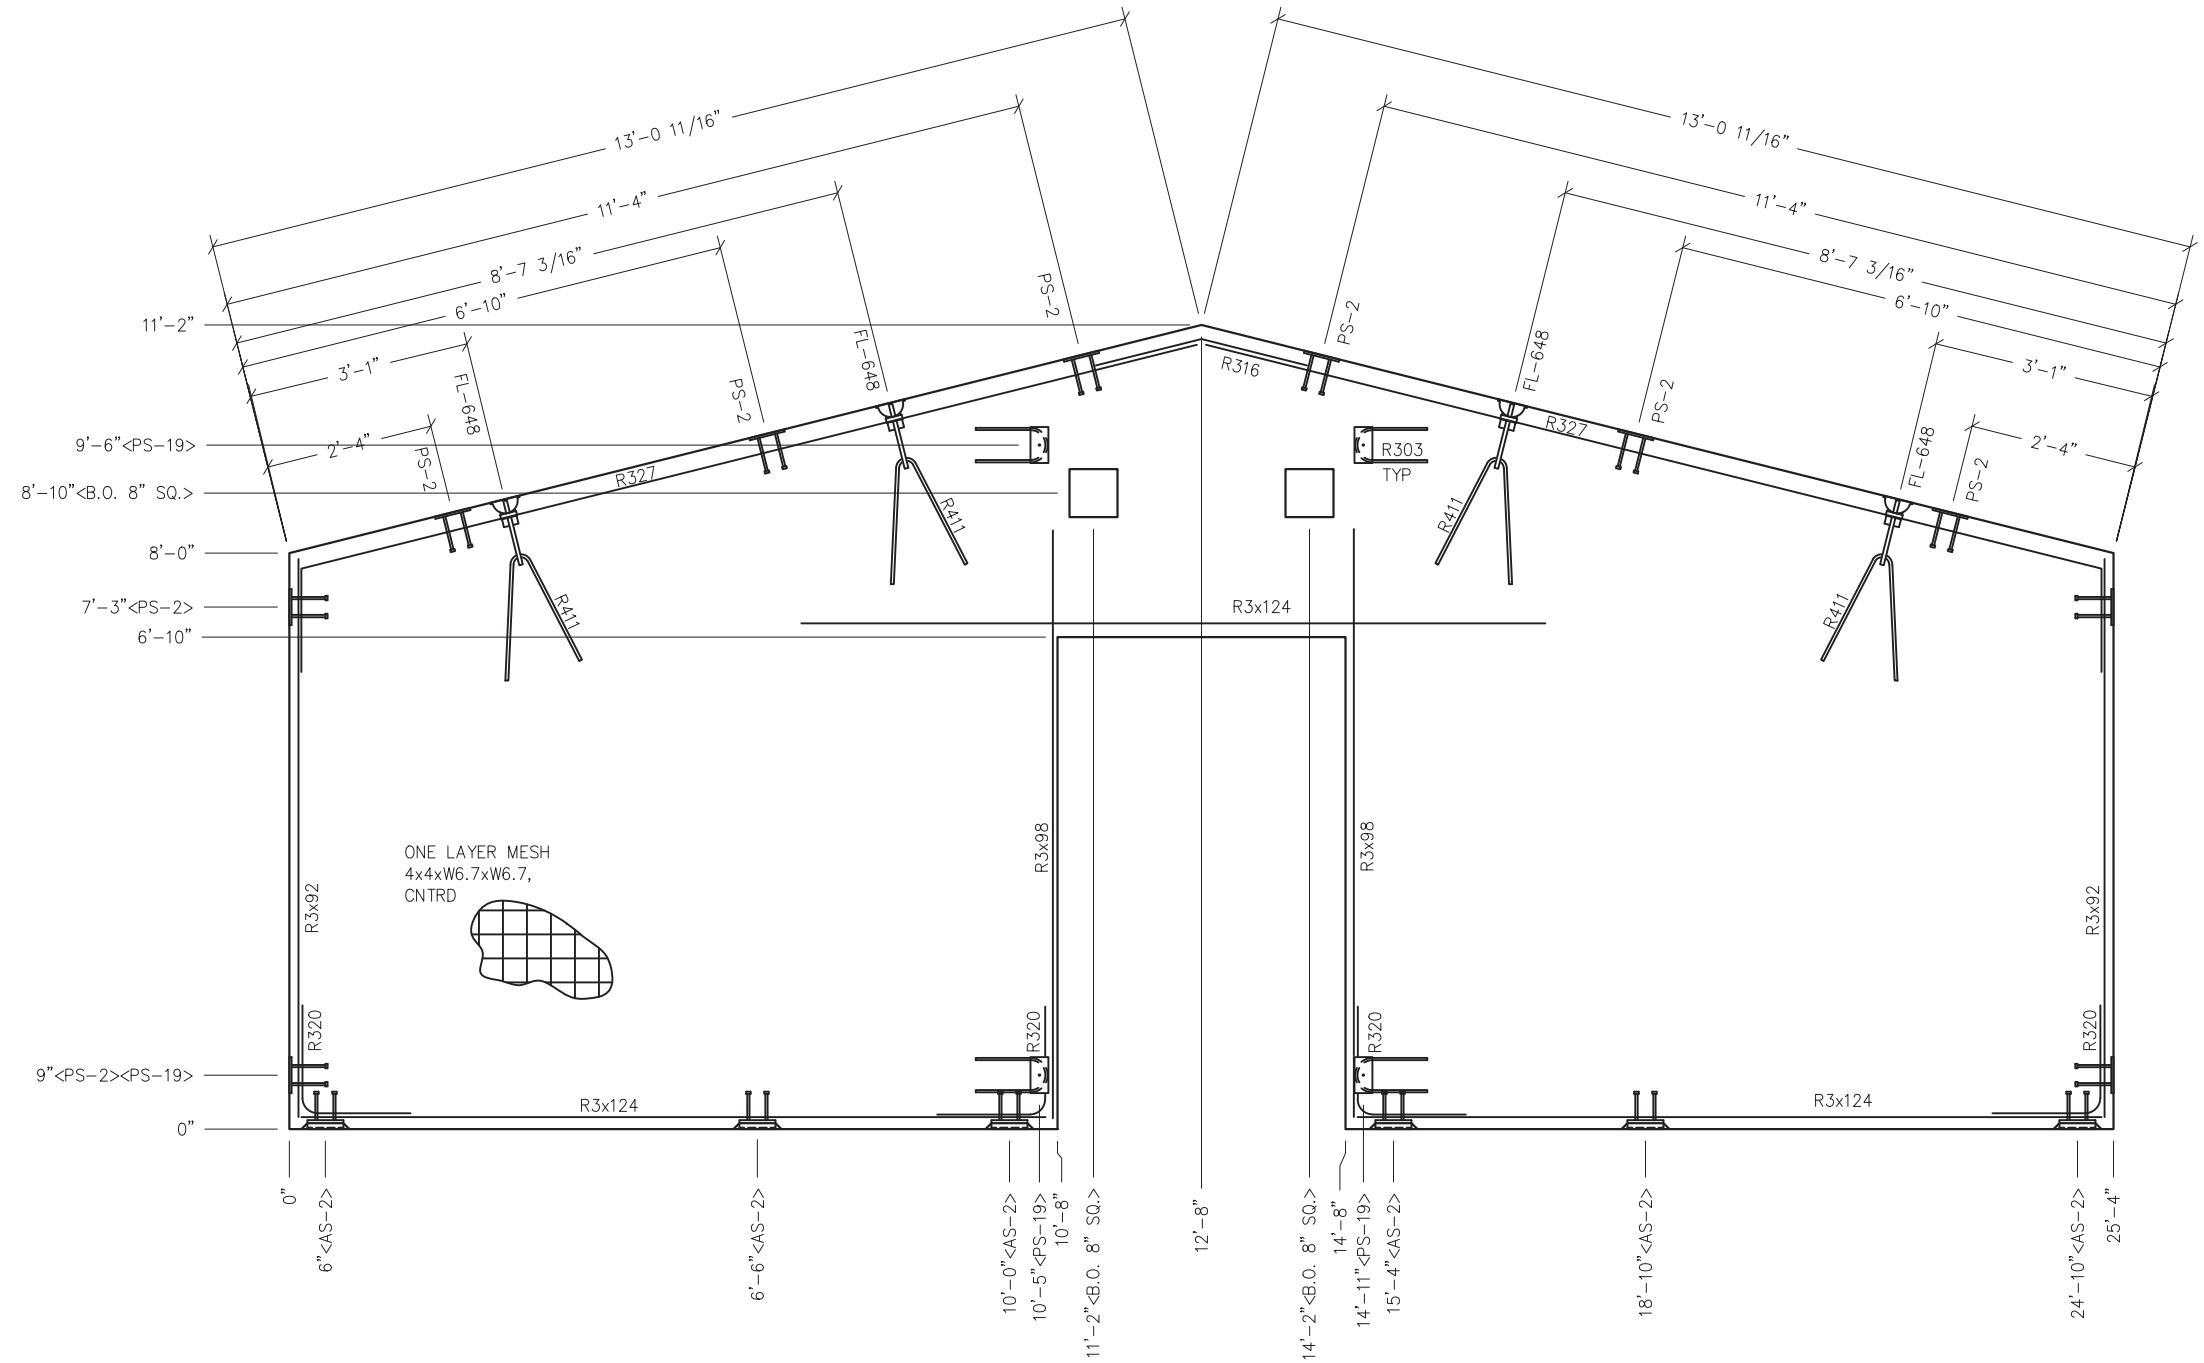 13'-0 11/16"
13'-0 11/16"
11'-4"
11'-4"
8'-7 3/16"
8'-7 3/16"
6'-10"
6'-10"
PS-2
PS-2
11'-2"
FL-648
FL-648
3'-1"
3'-1"
R316
FL-648
PS-2
PS-2
FL-648
R327
9'-6"<PS-19>
2'-4"
2'-4"
R303
TYP
PS-2
PS-2
R327
8'-10"<B.O. 8" SQ.>
R411
R411
8'-0"
7'-3"<PS-2>
R411
R411
R3x124
6'-10"
ONE LAYER MESH
4x4xW6.7xW6.7,
CNTRD
R3x98
R3x98
R3x92
R3x92
R320
R320
R320
R320
9"<PS-2><PS-19>
R3x124
R3x124
0"
0"
6"<AS-2>
6'-6"<AS-2>
10'-0"<AS-2>
10'-5"<PS-19>
10'-8"
11'-2"<B.O. 8" SQ.>
12'-8"
14'-2"<B.O. 8" SQ.>
14'-8"
14'-11"<PS-19>
15'-4"<AS-2>
18'-10"<AS-2>
24'-10"<AS-2>
25'-4"